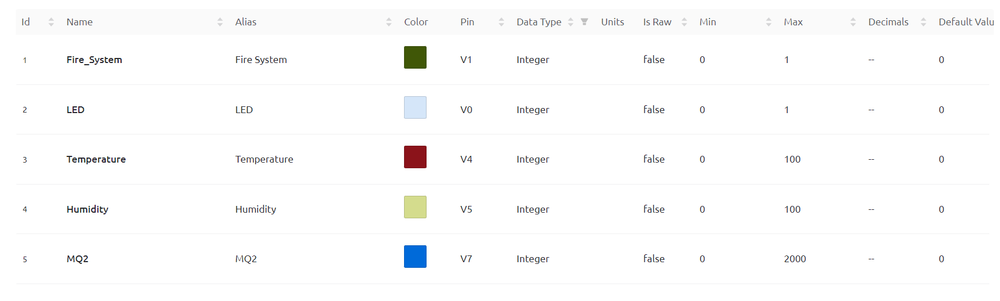 Id Name Alias Color Pin Data Type Units Is Raw Min Max Decimals Default Valu
1 Fire_System Fire System V1 Integer false 0 1 -- 0
2 LED LED V0 Integer false 0 1 -- 0
3 Temperature Temperature V4 Integer false 0 100 -- 0
4 Humidity Humidity V5 Integer false 0 100 -- 0
5 MQ2 MQ2 V7 Integer false 0 2000 -- 0